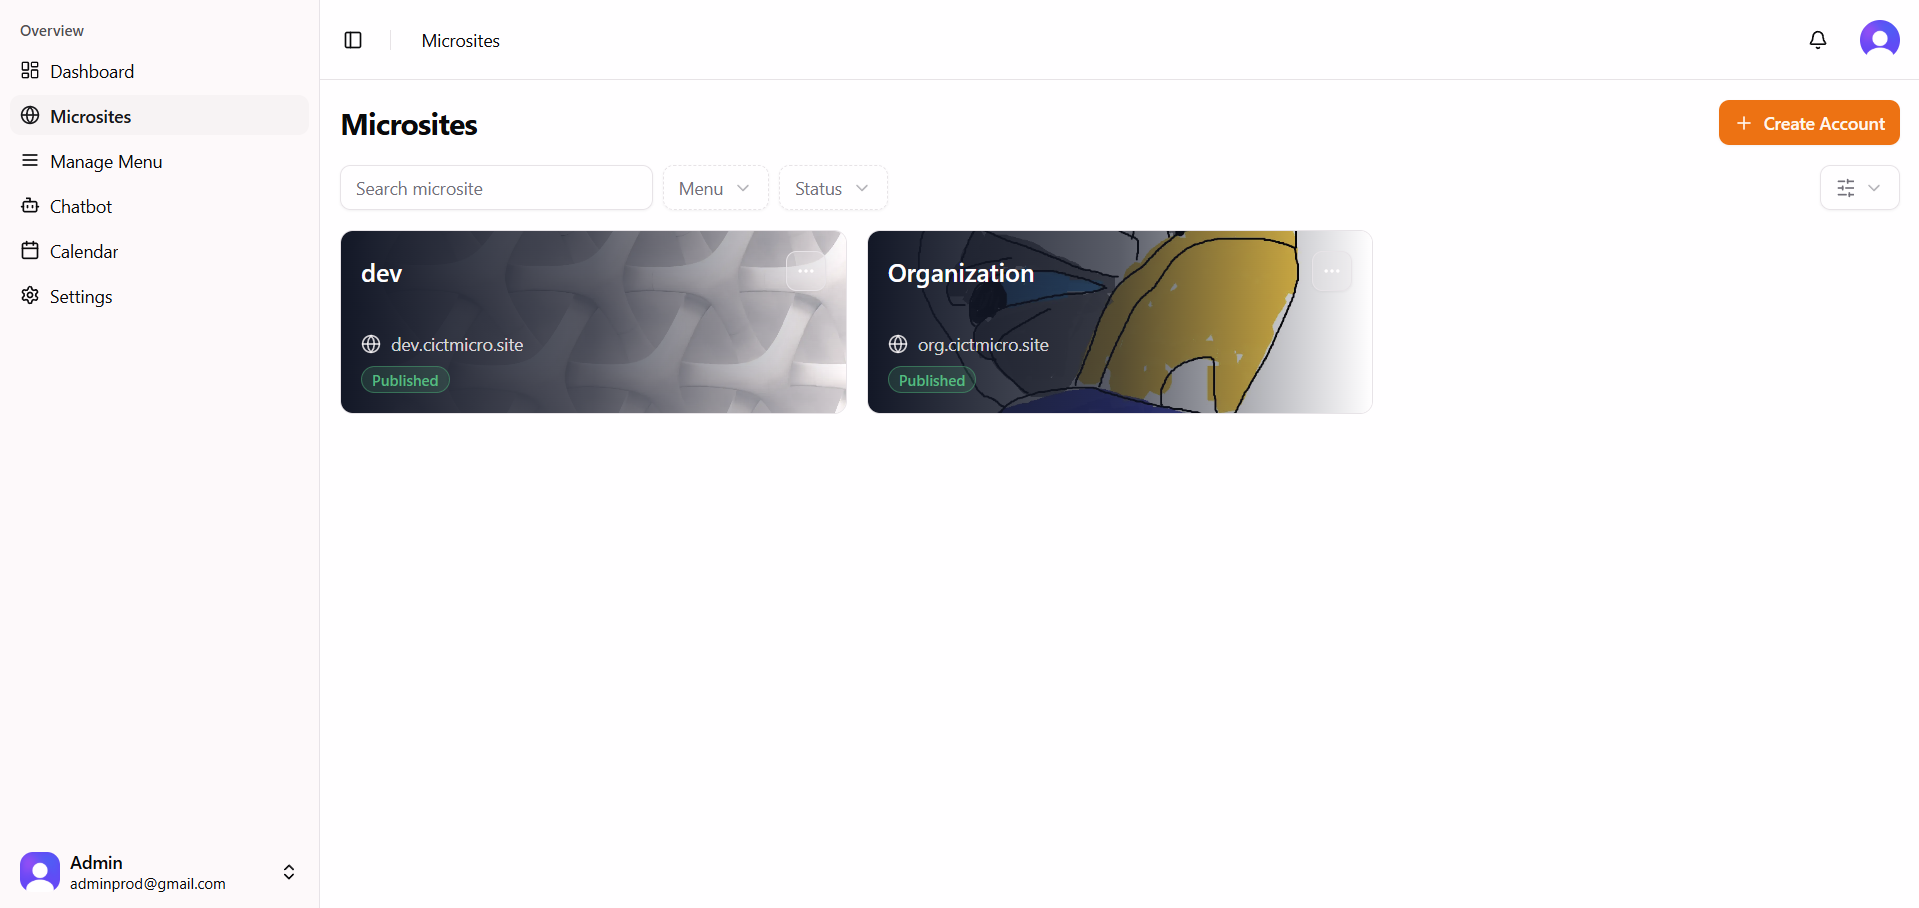 Overview
Dashboard
Microsites
Manage Menu
Chatbot
Calendar
Settings
Admin
adminprod@gmail.com
Microsites
Microsites
Create Account
Search microsite
Menu
Status
dev
dev.cictmicro.site
Published
Organization
org.cictmicro.site
Published